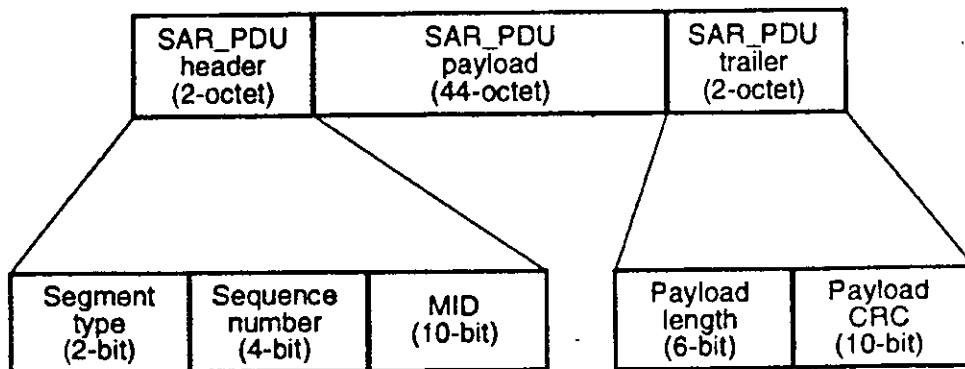 SAR_PDU
header
(2-octet)
SAR_PDU
payload
(44-octet)
SAR_PDU
trailer
(2-octet)
Segment
type
(2-bit)
Sequence
number
(4-bit)
MID
(10-bit)
Payload
length
(6-bit)
Payload
CRC
(10-bit)